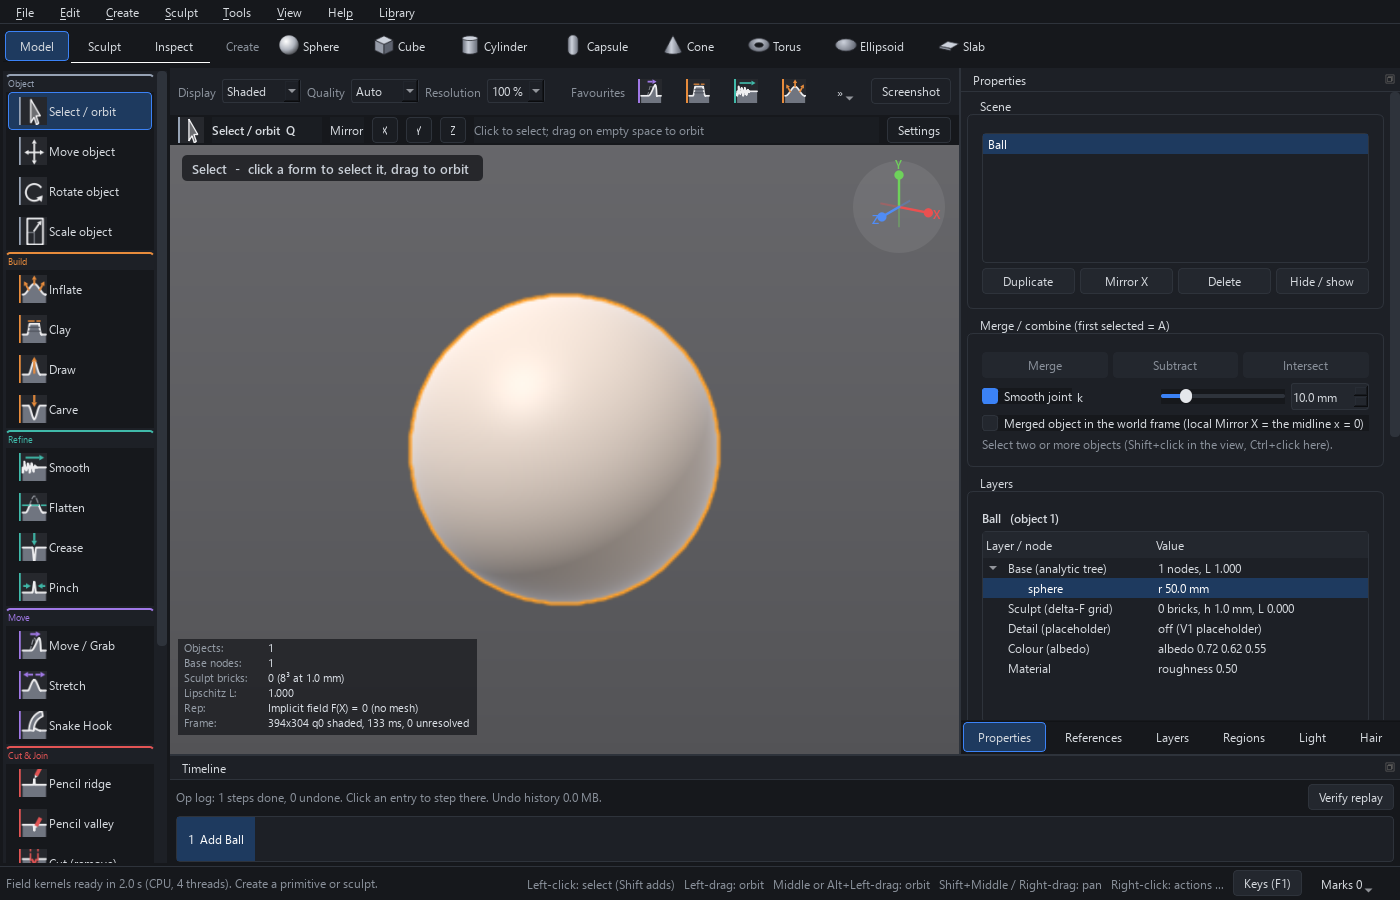 File Edit Create Sculpt Tools View Help Library
Model Sculpt Inspect Create Sphere Cube Cylinder Capsule Cone Torus Ellipsoid Slab
Object
Select / orbit
Move object
Rotate object
Scale object
Build
Inflate
Clay
Draw
Carve
Refine
Smooth
Flatten
Crease
Pinch
Move
Move / Grab
Stretch
Snake Hook
Cut & Join
Pencil ridge
Pencil valley
Cut (remove)
Display Shaded Quality Auto Resolution 100 % Favourites » Screenshot
Select / orbit Q Mirror X Y Z Click to select; drag on empty space to orbit Settings
Select - click a form to select it, drag to orbit
Y
X
Z
Objects: 1
Base nodes: 1
Sculpt bricks: 0 (8³ at 1.0 mm)
Lipschitz L: 1.000
Rep: Implicit field F(X) = 0 (no mesh)
Frame: 394x304 q0 shaded, 133 ms, 0 unresolved
Properties
Scene
Ball
Duplicate Mirror X Delete Hide / show
Merge / combine (first selected = A)
Merge Subtract Intersect
Smooth joint k 10.0 mm
Merged object in the world frame (local Mirror X = the midline x = 0)
Select two or more objects (Shift+click in the view, Ctrl+click here).
Layers
Ball (object 1)
Layer / node Value
Base (analytic tree) 1 nodes, L 1.000
sphere r 50.0 mm
Sculpt (delta-F grid) 0 bricks, h 1.0 mm, L 0.000
Detail (placeholder) off (V1 placeholder)
Colour (albedo) albedo 0.72 0.62 0.55
Material roughness 0.50
Properties References Layers Regions Light Hair
Timeline
Op log: 1 steps done, 0 undone. Click an entry to step there. Undo history 0.0 MB. Verify replay
1 Add Ball
Field kernels ready in 2.0 s (CPU, 4 threads). Create a primitive or sculpt. Left-click: select (Shift adds) Left-drag: orbit Middle or Alt+Left-drag: orbit Shift+Middle / Right-drag: pan Right-click: actions ... Keys (F1) Marks 0